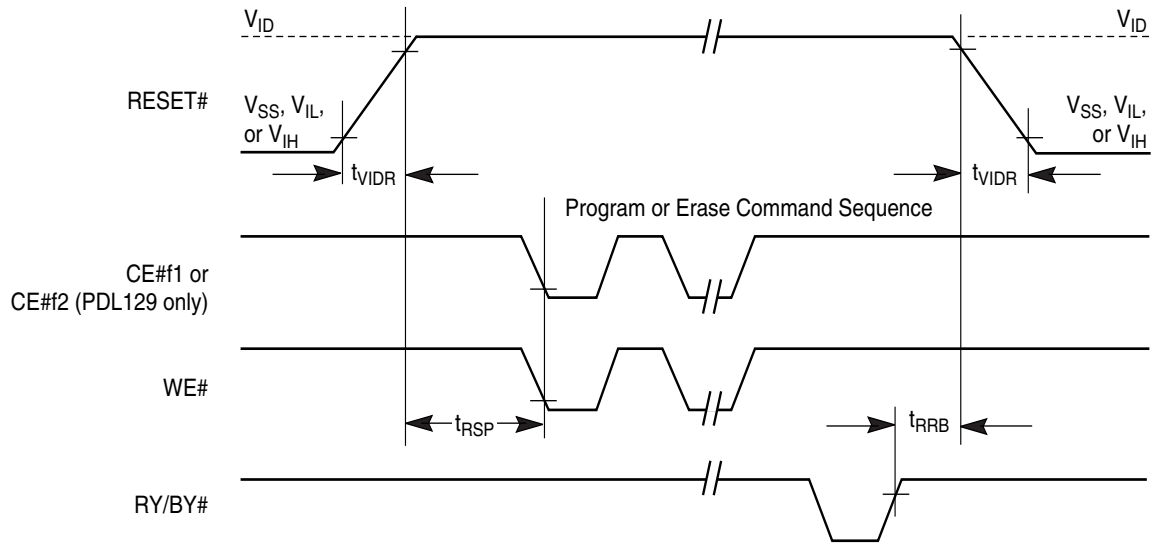 V_ID
V_ID
RESET#
V_SS, V_IL,
or V_IH
V_SS, V_IL,
or V_IH
t_VIDR
t_VIDR
Program or Erase Command Sequence
CE#f1 or
CE#f2 (PDL129 only)
WE#
t_RSP
t_RRB
RY/BY#